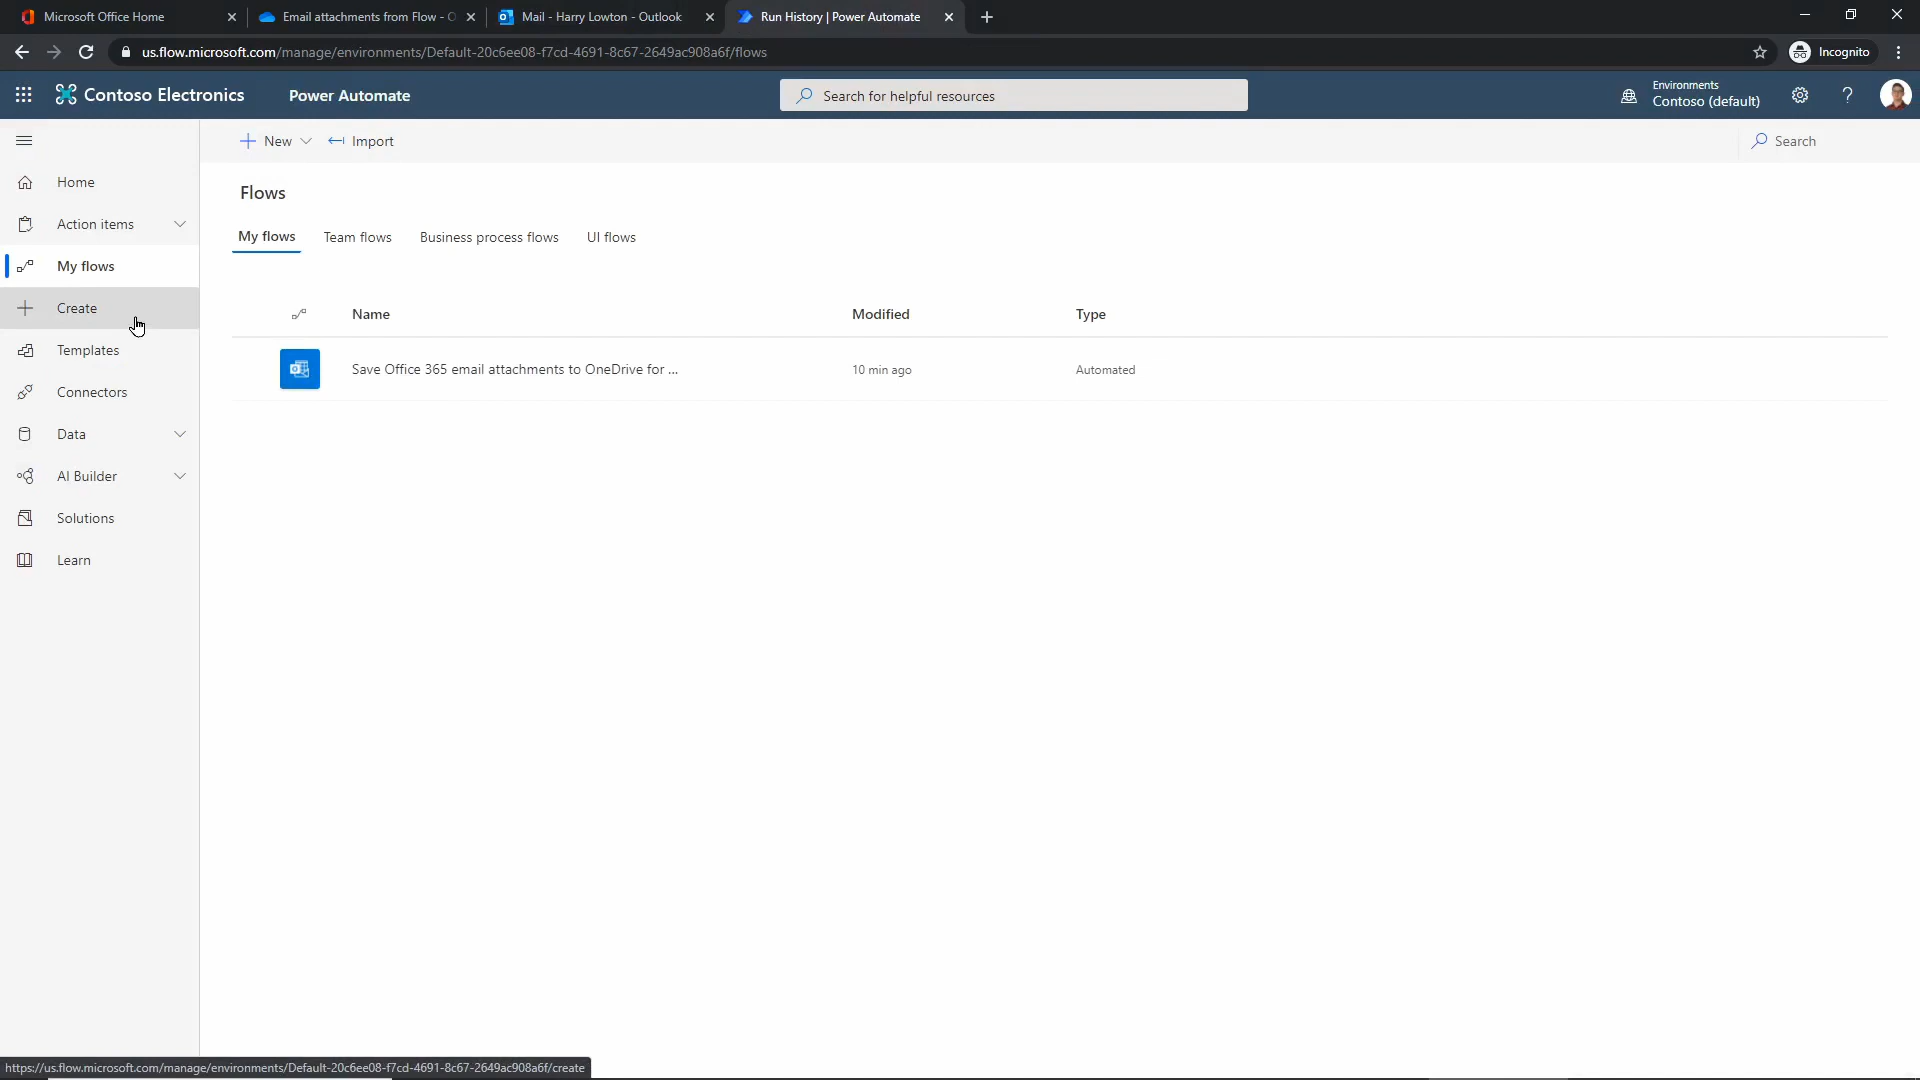 Microsoft Office Home
Email attachments from Flow - O
Mail - Harry Lowton - Outlook
Run History | Power Automate
us.flow.microsoft.com/manage/environments/Default-20c6ee08-f7cd-4691-8c67-2649ac908a6f/flows
Incognito
Contoso Electronics
Power Automate
Search for helpful resources
Environments
Contoso (default)
?
New
Import
Search
Home
Action items
My flows
Create
Templates
Connectors
Data
AI Builder
Solutions
Learn
Flows
My flows
Team flows
Business process flows
UI flows
Name
Modified
Type
Save Office 365 email attachments to OneDrive for ...
10 min ago
Automated
https://us.flow.microsoft.com/manage/environments/Default-20c6ee08-f7cd-4691-8c67-2649ac908a6f/create